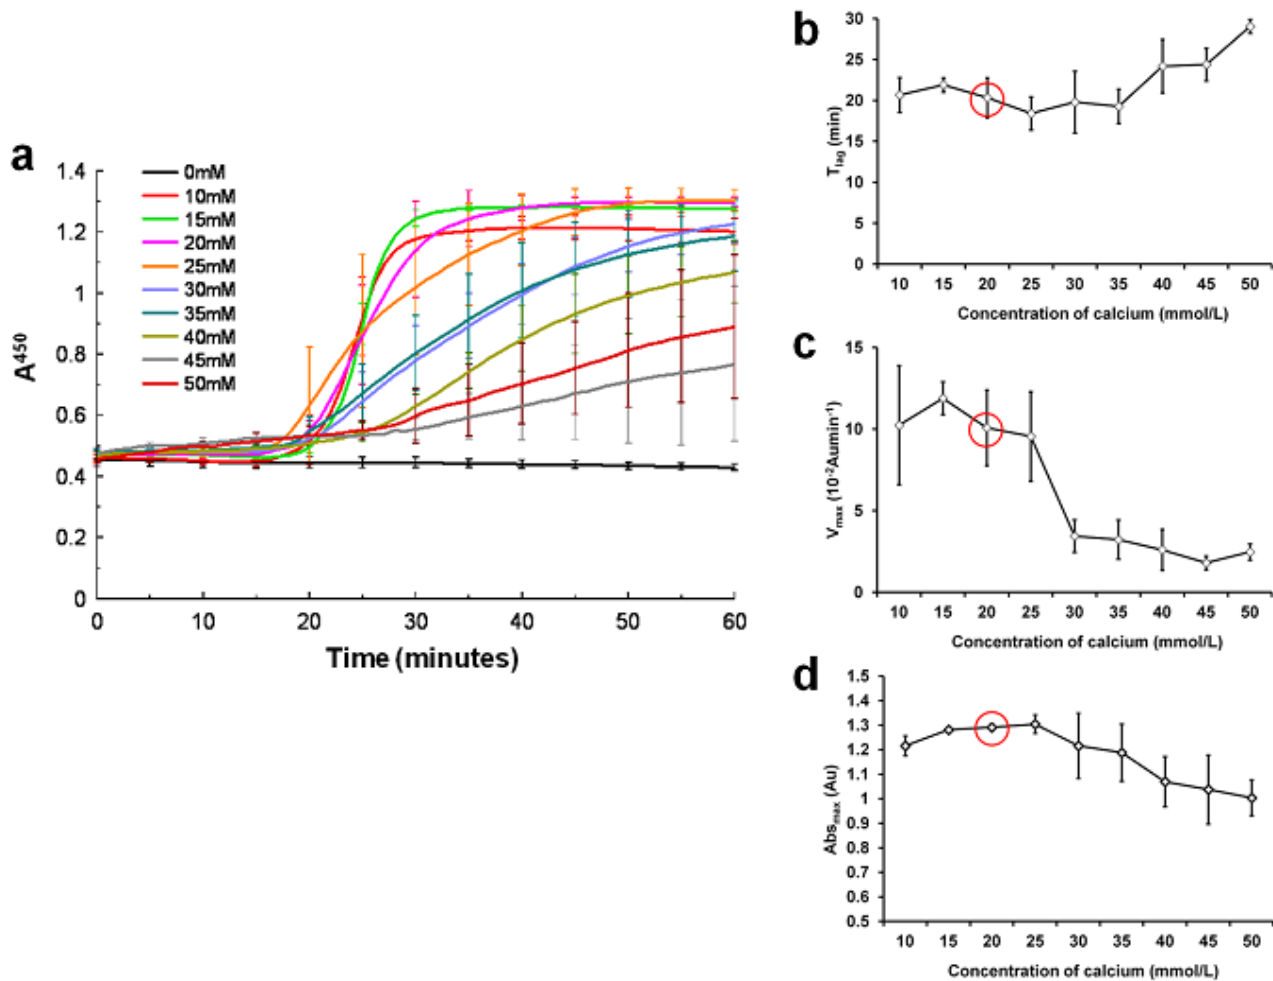 a
1.4
1.2
1
0.8
0.6
0.4
0.2
0
A⁴⁵⁰
0mM
10mM
15mM
20mM
25mM
30mM
35mM
40mM
45mM
50mM
0 10 20 30 40 50 60
Time (minutes)
b
30
25
20
15
10
5
0
Tlag (min)
10 15 20 25 30 35 40 45 50
Concentration of calcium (mmol/L)
c
15
10
5
0
Vmax (10⁻²Aumin⁻¹)
10 15 20 25 30 35 40 45 50
Concentration of calcium (mmol/L)
d
1.5
1.4
1.3
1.2
1.1
1
0.9
0.8
0.7
0.6
0.5
Absmax (Au)
10 15 20 25 30 35 40 45 50
Concentration of calcium (mmol/L)